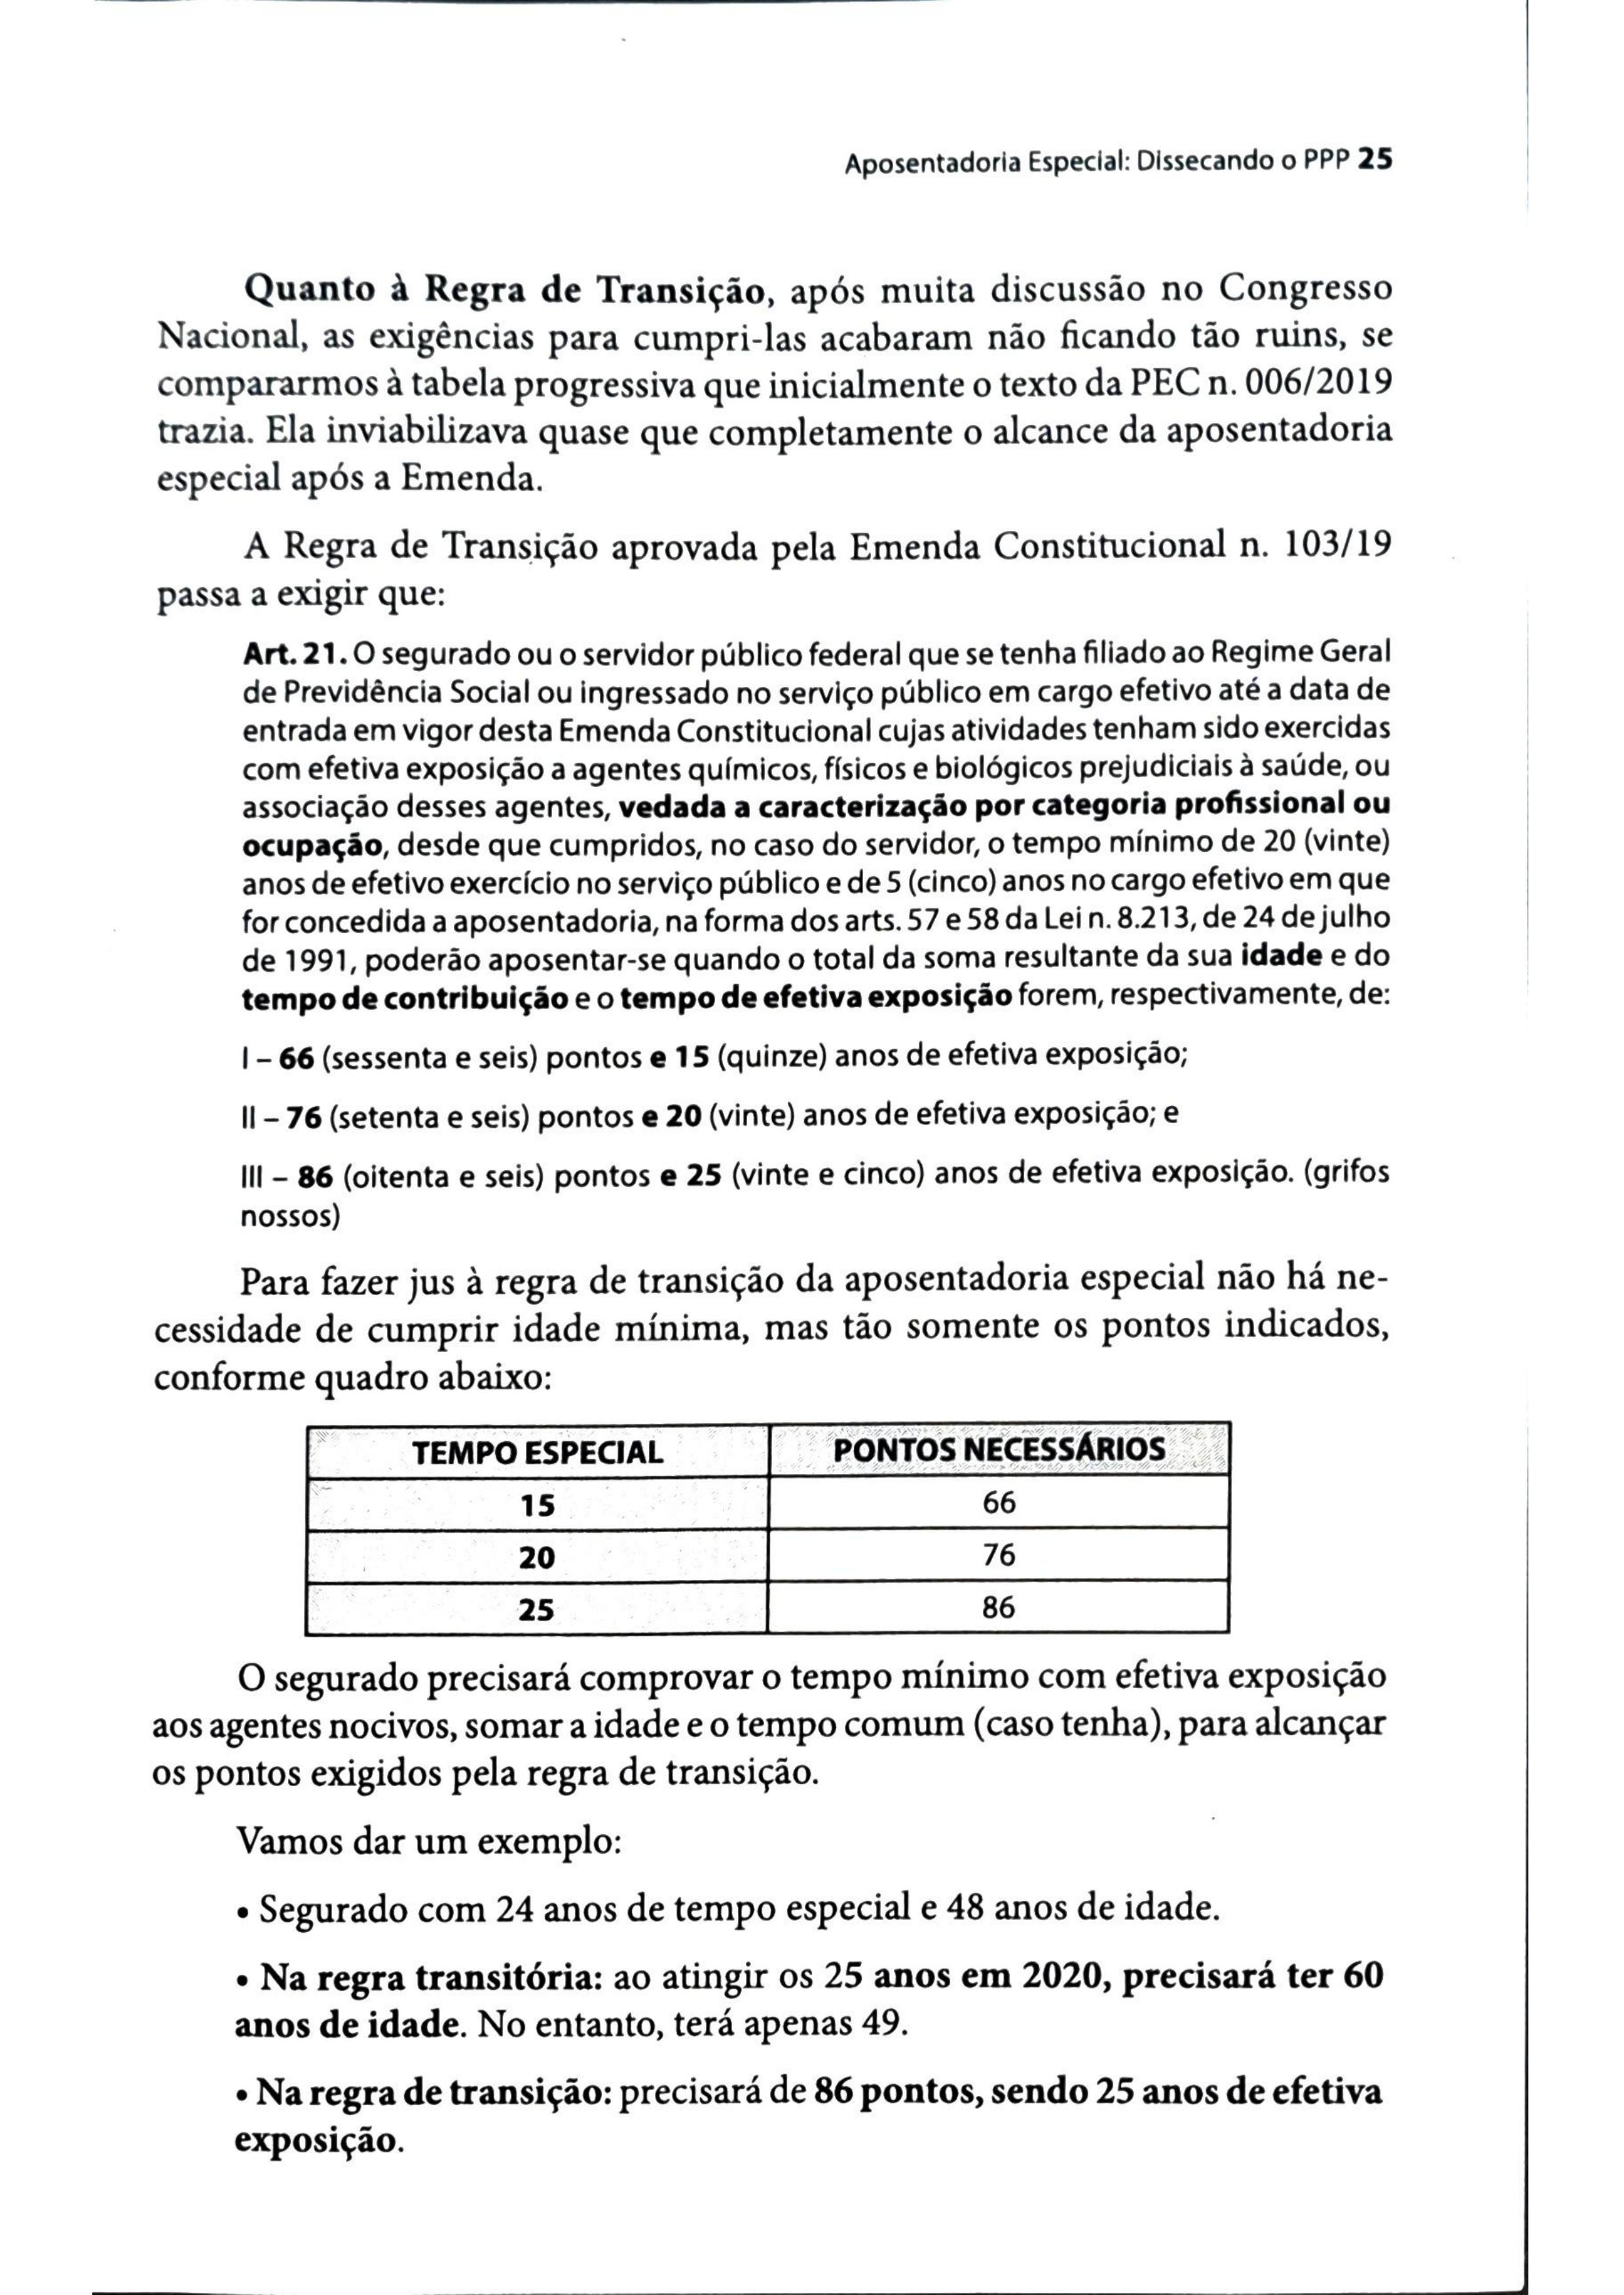 Aposentadoria Especial: Dissecando o PPP 25
Quanto à Regra de Transição, após muita discussão no Congresso
Nacional, as exigências para cumpri-las acabaram não ficando tão ruins, se
compararmos à tabela progressiva que inicialmente o texto da PEC n. 006/2019
trazia. Ela inviabilizava quase que completamente o alcance da aposentadoria
especial após a Emenda.
A Regra de Transição aprovada pela Emenda Constitucional n. 103/19
passa a exigir que:
Art. 21. O segurado ou o servidor público federal que se tenha filiado ao Regime Geral
de Previdência Social ou ingressado no serviço público em cargo efetivo até a data de
entrada em vigor desta Emenda Constitucional cujas atividades tenham sido exercidas
com efetiva exposição a agentes químicos, físicos e biológicos prejudiciais à saúde, ou
associação desses agentes, vedada a caracterização por categoria profissional ou
ocupação, desde que cumpridos, no caso do servidor, o tempo mínimo de 20 (vinte)
anos de efetivo exercício no serviço público e de 5 (cinco) anos no cargo efetivo em que
for concedida a aposentadoria, na forma dos arts. 57 e 58 da Lei n. 8.213, de 24 de julho
de 1991, poderão aposentar-se quando o total da soma resultante da sua idade e do
tempo de contribuição e o tempo de efetiva exposição forem, respectivamente, de:
I – 66 (sessenta e seis) pontos e 15 (quinze) anos de efetiva exposição;
II – 76 (setenta e seis) pontos e 20 (vinte) anos de efetiva exposição; e
III – 86 (oitenta e seis) pontos e 25 (vinte e cinco) anos de efetiva exposição. (grifos
nossos)
Para fazer jus à regra de transição da aposentadoria especial não há ne-
cessidade de cumprir idade mínima, mas tão somente os pontos indicados,
conforme quadro abaixo:
TEMPO ESPECIAL PONTOS NECESSÁRIOS
15 66
20 76
25 86
O segurado precisará comprovar o tempo mínimo com efetiva exposição
aos agentes nocivos, somar a idade e o tempo comum (caso tenha), para alcançar
os pontos exigidos pela regra de transição.
Vamos dar um exemplo:
• Segurado com 24 anos de tempo especial e 48 anos de idade.
• Na regra transitória: ao atingir os 25 anos em 2020, precisará ter 60
anos de idade. No entanto, terá apenas 49.
• Na regra de transição: precisará de 86 pontos, sendo 25 anos de efetiva
exposição.